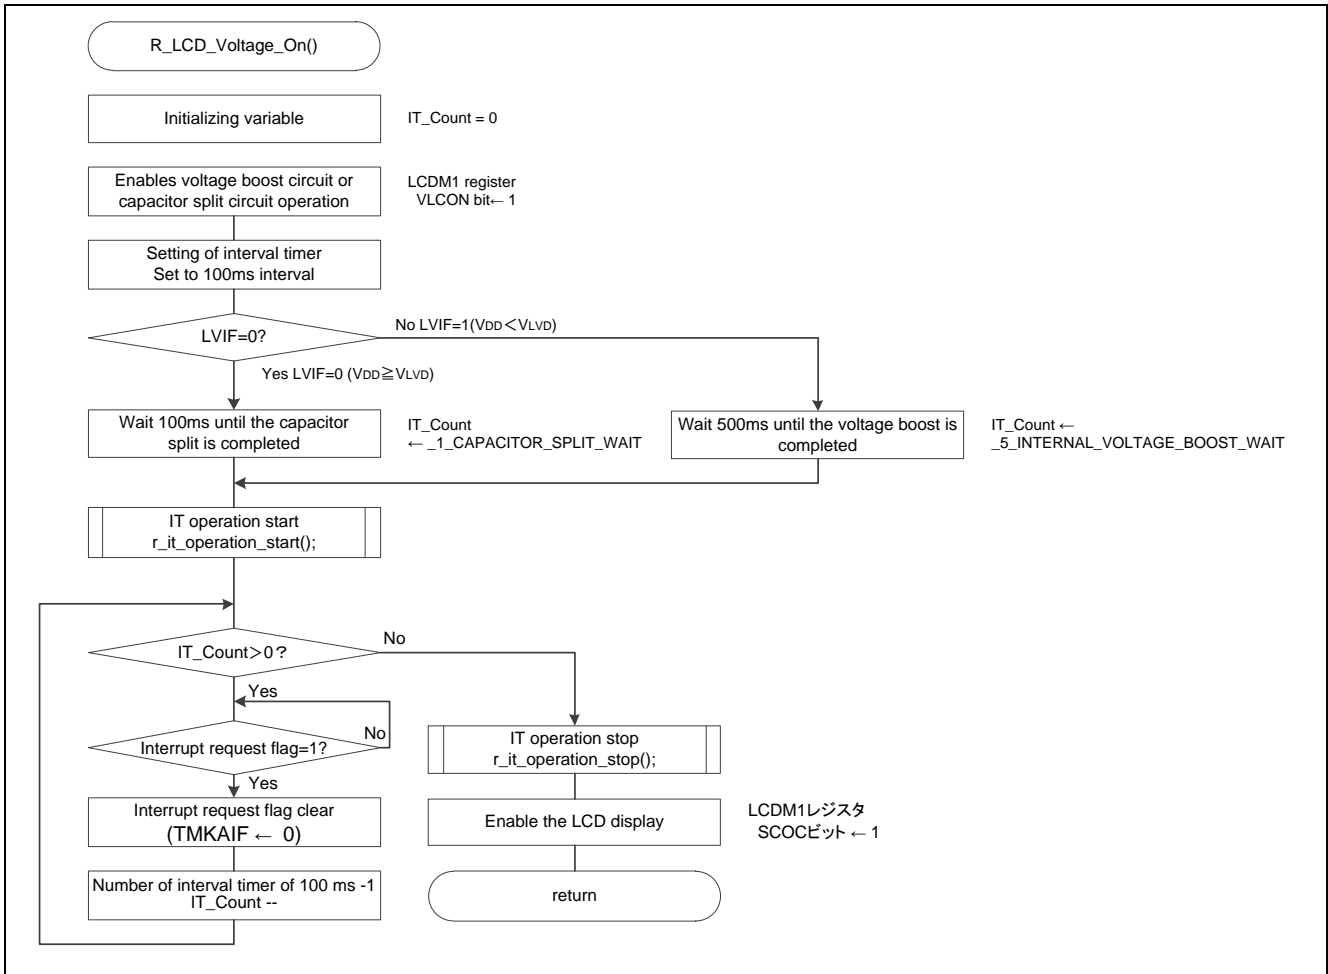 R_LCD_Voltage_On()
Initializing variable
IT_Count = 0
Enables voltage boost circuit or
capacitor split circuit operation
LCDM1 register
VLCON bit← 1
Setting of interval timer
Set to 100ms interval
LVIF=0?
No LVIF=1(VDD＜VLVD)
Yes LVIF=0 (VDD≧VLVD)
Wait 100ms until the capacitor
split is completed
IT_Count
← _1_CAPACITOR_SPLIT_WAIT
Wait 500ms until the voltage boost is
completed
IT_Count ←
_5_INTERNAL_VOLTAGE_BOOST_WAIT
IT operation start
r_it_operation_start();
IT_Count＞0？
No
Yes
Interrupt request flag=1?
No
Yes
Interrupt request flag clear
(TMKAIF ← 0)
Number of interval timer of 100 ms -1
IT_Count --
IT operation stop
r_it_operation_stop();
Enable the LCD display
LCDM1レジスタ
SCOCビット ← 1
return